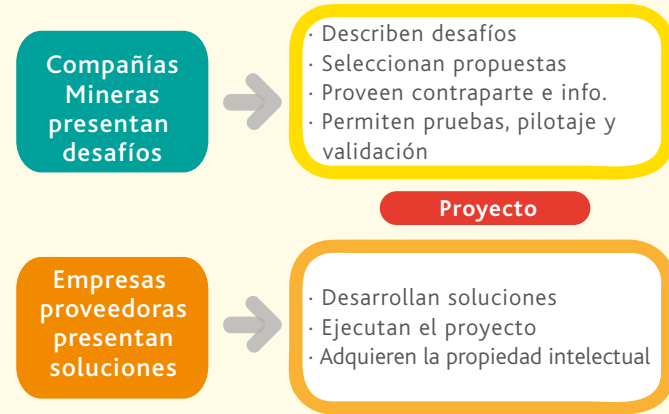 Compañías
Mineras
presentan
desafíos
· Describen desafíos
· Seleccionan propuestas
· Proveen contraparte e info.
· Permiten pruebas, pilotaje y
validación
Proyecto
Empresas
proveedoras
presentan
soluciones
· Desarrollan soluciones
· Ejecutan el proyecto
· Adquieren la propiedad intelectual